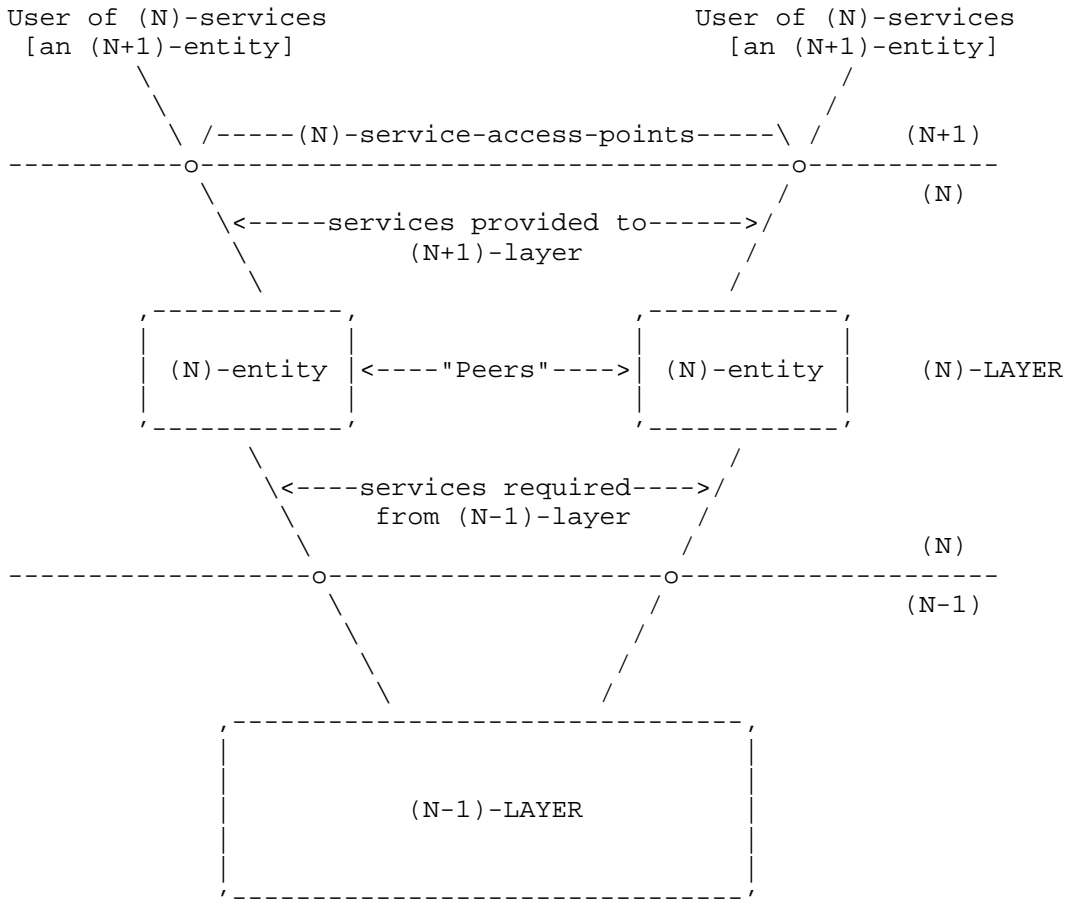 User of (N)-services User of (N)-services
[an (N+1)-entity] [an (N+1)-entity]
(N)-service-access-points (N+1)
(N)
services provided to
(N+1)-layer
(N)-entity "Peers" (N)-entity (N)-LAYER
services required
from (N-1)-layer
(N)
(N-1)
(N-1)-LAYER